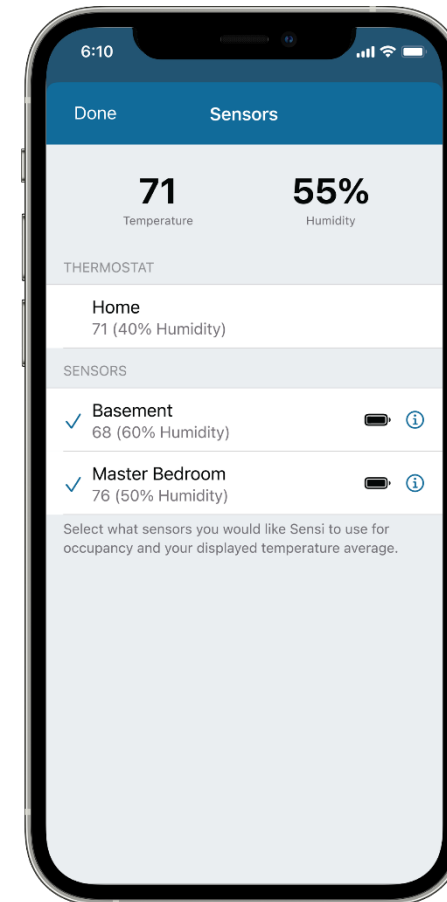 6:10
Done
Sensors
71
55%
Temperature
Humidity
THERMOSTAT
Home
71 (40% Humidity)
SENSORS
Basement
68 (60% Humidity)
Master Bedroom
76 (50% Humidity)
Select what sensors you would like Sensi to use for
occupancy and your displayed temperature average.